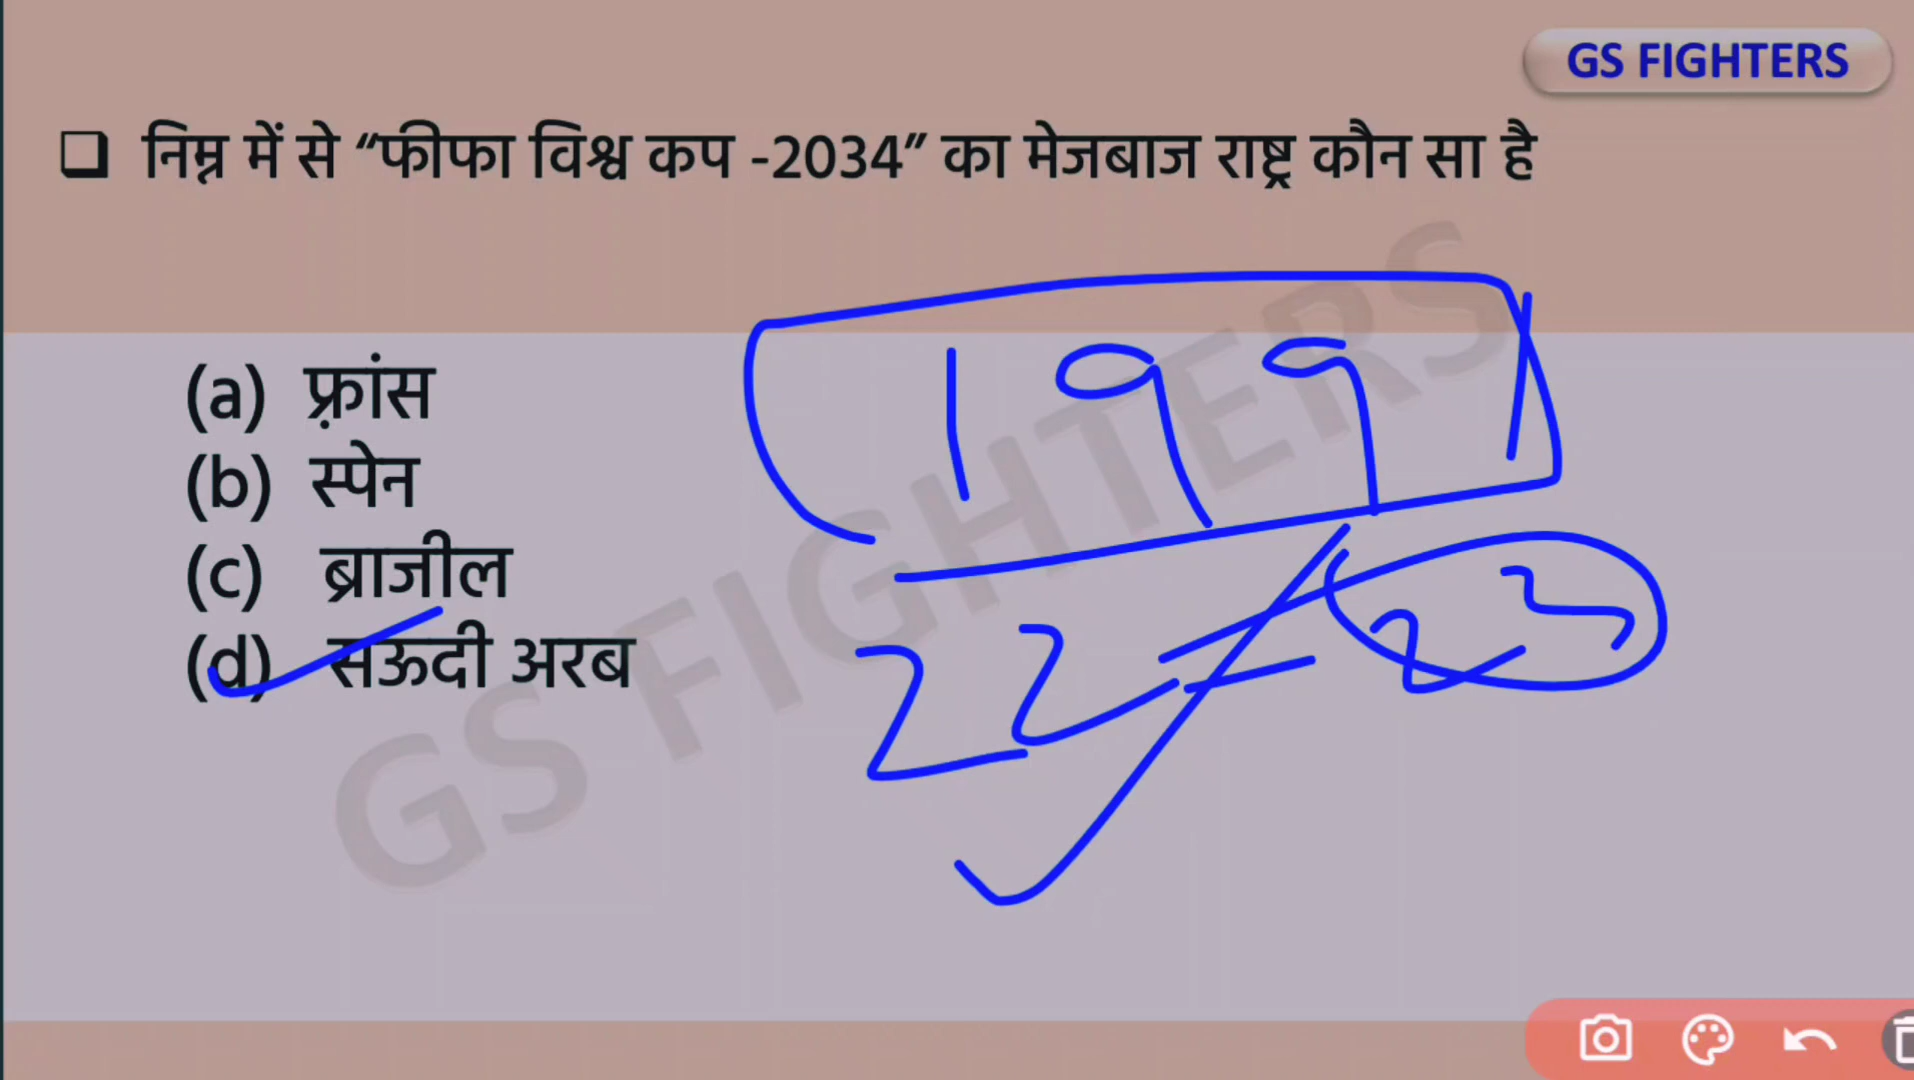 GS FIGHTERS
❑ निम्न में से “फीफा विश्व कप -2034” का मेजबाज राष्ट्र कौन सा है
(a) फ़्रांस
(b) स्पेन
(c) ब्राजील
(d) सऊदी अरब
1991
22 23
GS FIGHTERS